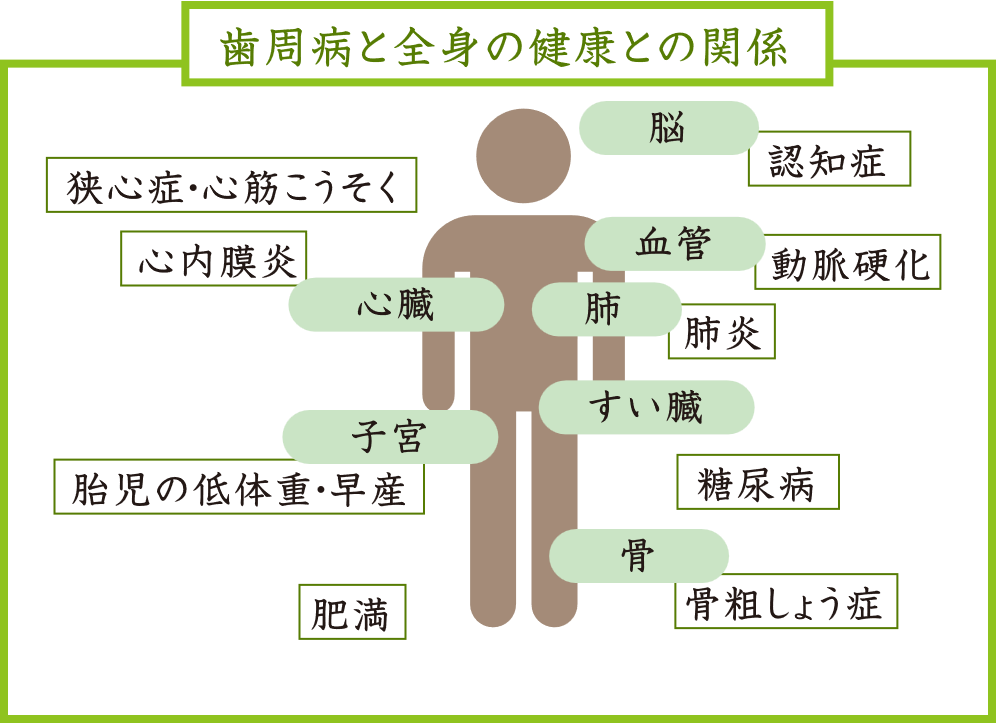 歯周病と全身の健康との関係
脳
認知症
狭心症・心筋こうそく
血管
動脈硬化
心内膜炎
心臓
肺
肺炎
すい臓
子宮
胎児の低体重・早産
糖尿病
骨
骨粗しょう症
肥満